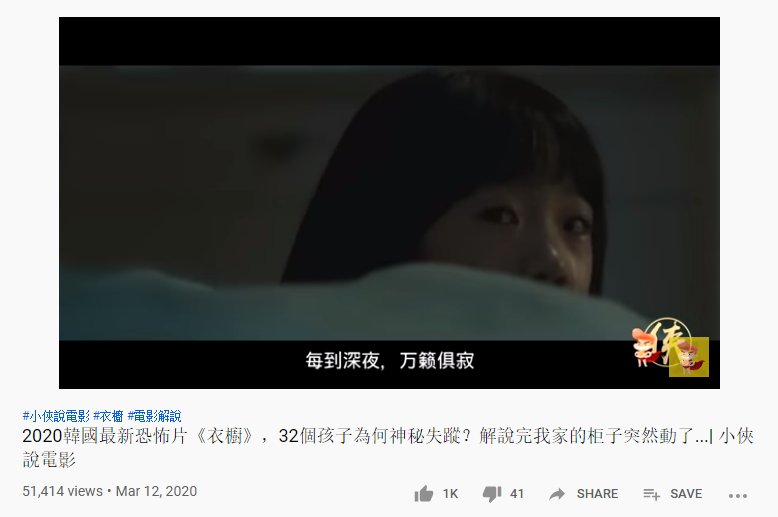 每到深夜，万籁俱寂
侠
#小俠說電影 #衣櫥 #電影解說
2020韓國最新恐怖片《衣櫥》，32個孩子為何神秘失蹤？解說完我家的柜子突然動了...| 小俠
說電影
51,414 views • Mar 12, 2020
1K
41
SHARE
SAVE